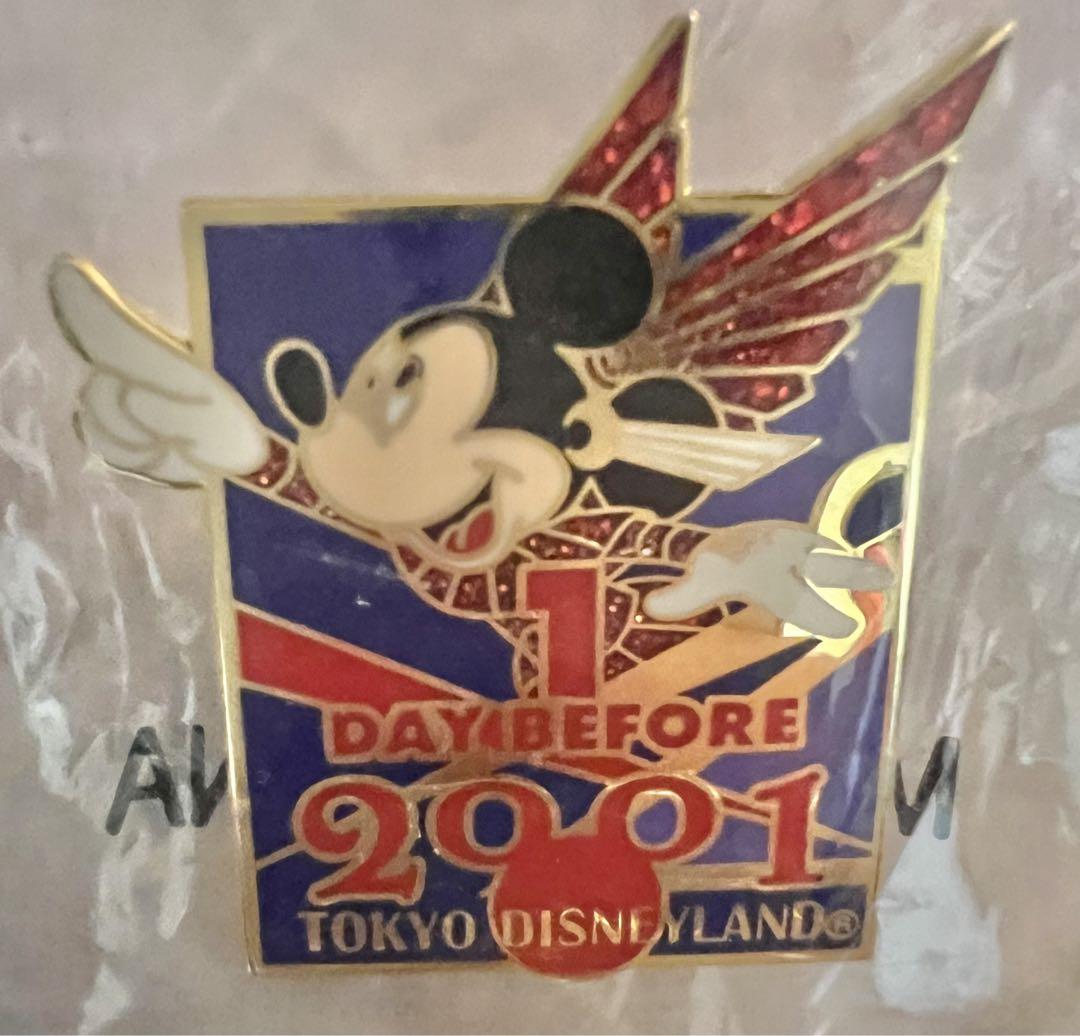 1
DAY BEFORE
2001
TOKYO DISNEYLAND®